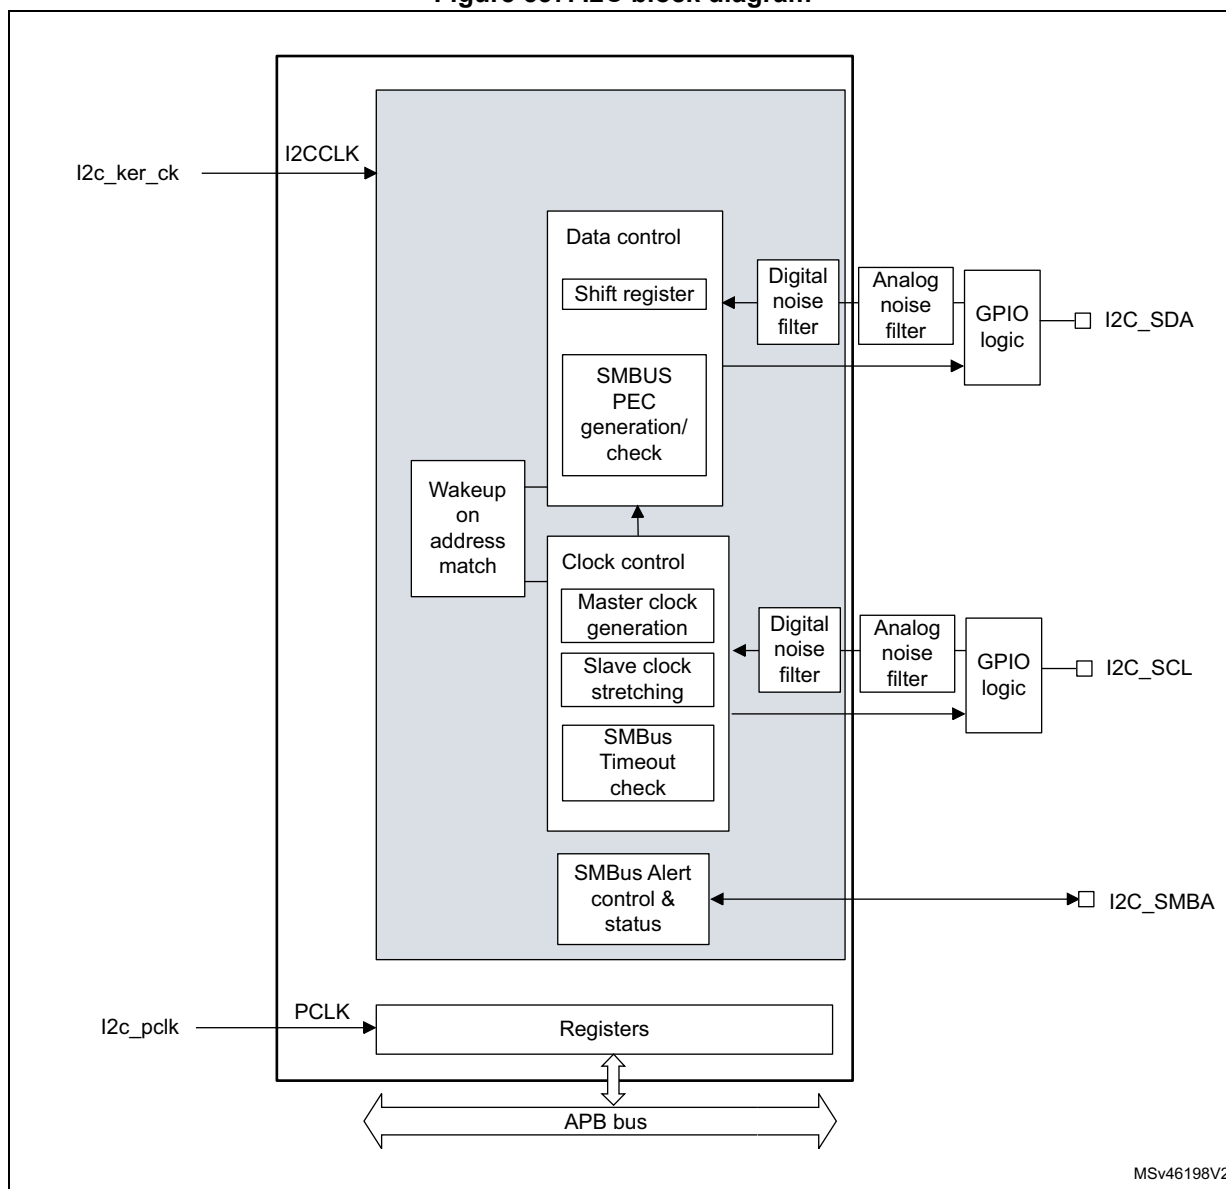 I2C block diagram
I2CCLK
I2c_ker_ck
Data control
Shift register
Digital
noise
filter
Analog
noise
filter
GPIO
logic
I2C_SDA
SMBUS
PEC
generation/
check
Wakeup
on
address
match
Clock control
Master clock
generation
Slave clock
stretching
SMBus
Timeout
check
Digital
noise
filter
Analog
noise
filter
GPIO
logic
I2C_SCL
SMBus Alert
control &
status
I2C_SMBA
PCLK
I2c_pclk
Registers
APB bus
MSv46198V2